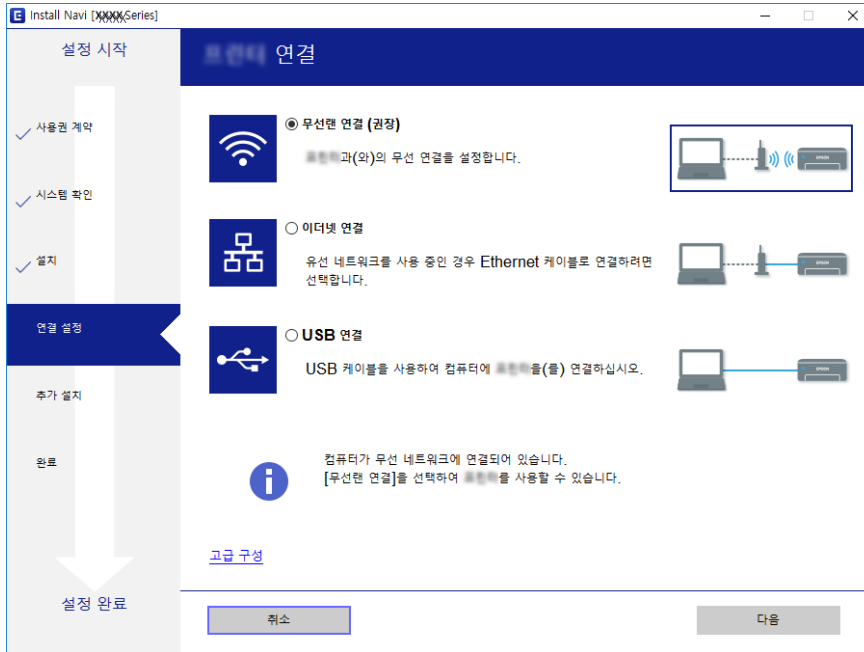 Install Navi [XXXX Series]
설정 시작
사용권 계약
시스템 확인
설치
연결 설정
추가 설치
완료
설정 완료
연결
무선랜 연결 (권장)
과(와)의 무선 연결을 설정합니다.
이더넷 연결
유선 네트워크를 사용 중인 경우 Ethernet 케이블로 연결하려면
선택합니다.
USB 연결
USB 케이블을 사용하여 컴퓨터에 을(를) 연결하십시오.
컴퓨터가 무선 네트워크에 연결되어 있습니다.
[무선랜 연결]을 선택하여 를 사용할 수 있습니다.
고급 구성
취소
다음
EPSON
EPSON
EPSON